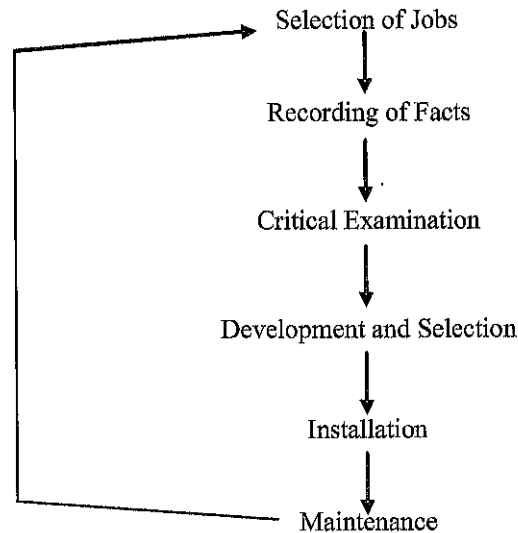 Selection of Jobs
Recording of Facts
Critical Examination
Development and Selection
Installation
Maintenance